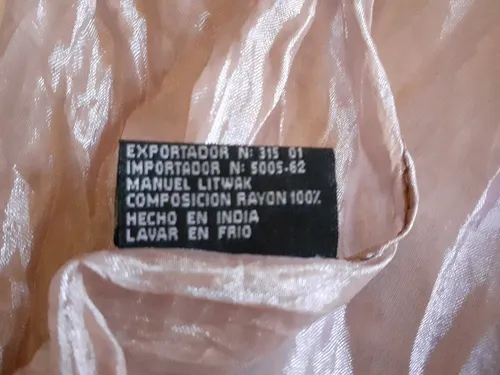 EXPORTADOR N: 315 01
IMPORTADOR N: 5005-62
MANUEL LITWAK
COMPOSICION RAYON 100%
HECHO EN INDIA
LAVAR EN FRIO